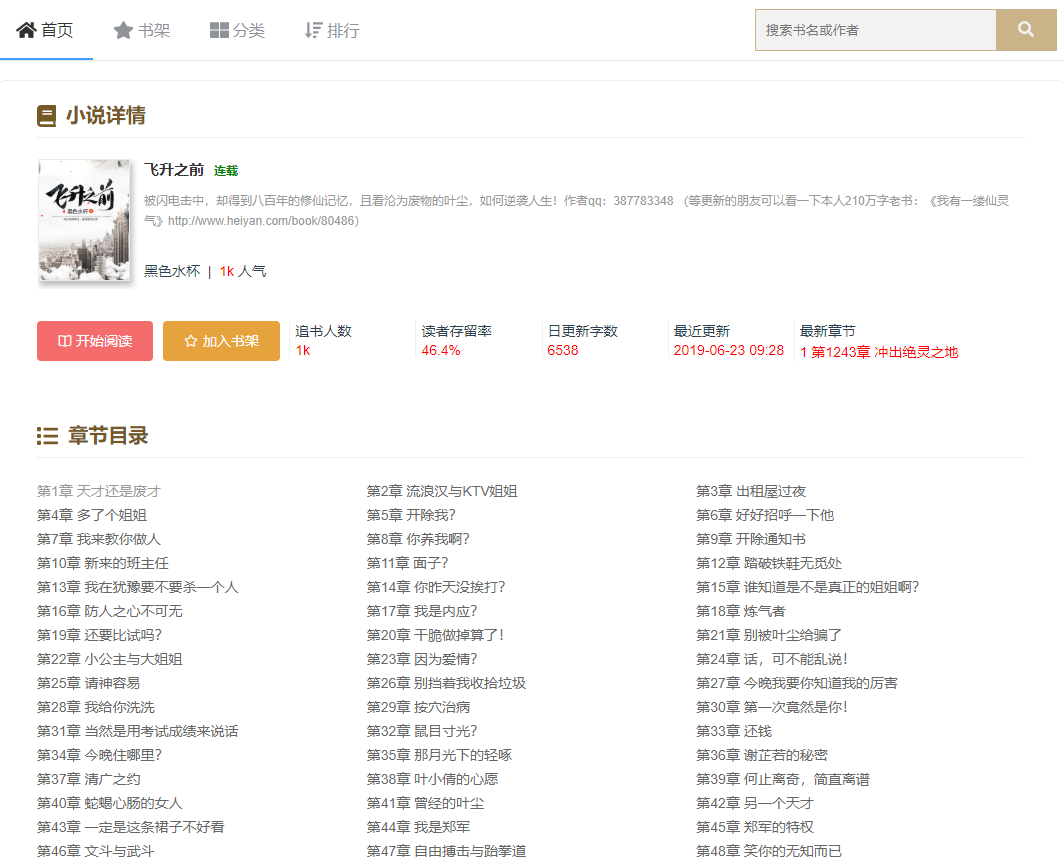 首页 书架 分类 排行 搜索书名或作者
小说详情
飞升之前 连载
被闪电击中，却得到八百年的修仙记忆，且看沦为废物的叶尘，如何逆袭人生！作者qq：387783348 （等更新的朋友可以看一下本人210万字老书：《我有一缕仙灵
气》http://www.heiyan.com/book/80486）
飞升之前
黑色水杯
黑色水杯 | 1k 人气
开始阅读 加入书架
追书人数 读者存留率 日更新字数 最近更新 最新章节
1k 46.4% 6538 2019-06-23 09:28 1 第1243章 冲出绝灵之地
章节目录
第1章 天才还是废才 第2章 流浪汉与KTV姐姐 第3章 出租屋过夜
第4章 多了个姐姐 第5章 开除我？ 第6章 好好招呼一下他
第7章 我来教你做人 第8章 你养我啊？ 第9章 开除通知书
第10章 新来的班主任 第11章 面子？ 第12章 踏破铁鞋无觅处
第13章 我在犹豫要不要杀一个人 第14章 你昨天没挨打？ 第15章 谁知道是不是真正的姐姐啊？
第16章 防人之心不可无 第17章 我是内应？ 第18章 炼气者
第19章 还要比试吗？ 第20章 干脆做掉算了！ 第21章 别被叶尘给骗了
第22章 小公主与大姐姐 第23章 因为爱情？ 第24章 话，可不能乱说！
第25章 请神容易 第26章 别挡着我收拾垃圾 第27章 今晚我要你知道我的厉害
第28章 我给你洗洗 第29章 按穴治病 第30章 第一次竟然是你！
第31章 当然是用考试成绩来说话 第32章 鼠目寸光？ 第33章 还钱
第34章 今晚住哪里？ 第35章 那月光下的轻啄 第36章 谢芷若的秘密
第37章 清广之约 第38章 叶小倩的心愿 第39章 何止离奇，简直离谱
第40章 蛇蝎心肠的女人 第41章 曾经的叶尘 第42章 另一个天才
第43章 一定是这条裙子不好看 第44章 我是郑军 第45章 郑军的特权
第46章 文斗与武斗 第47章 自由搏击与跆拳道 第48章 笑你的无知而已